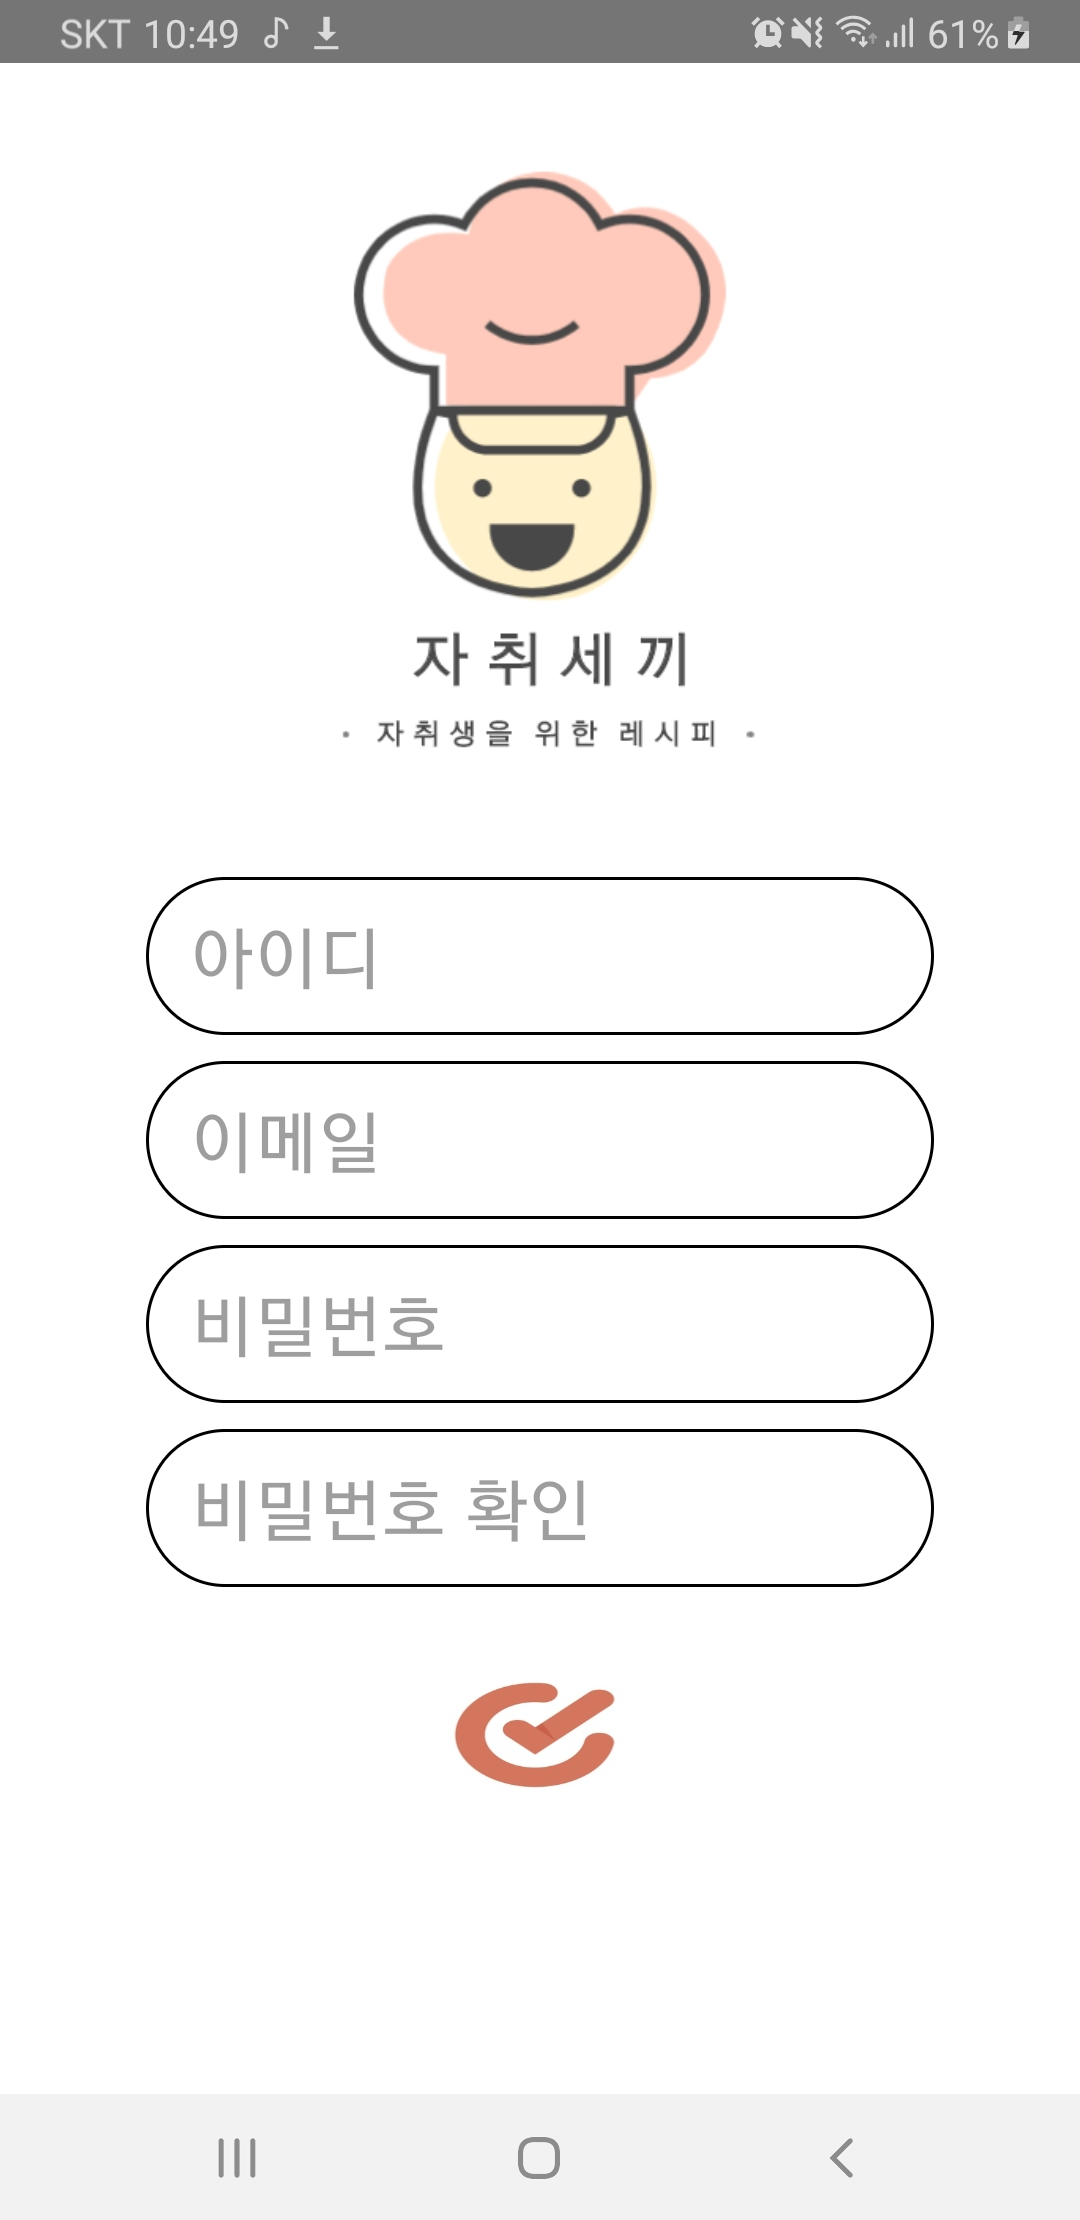 SKT 10:49 61%
자취세끼
· 자취생을 위한 레시피 ·
아이디
이메일
비밀번호
비밀번호 확인